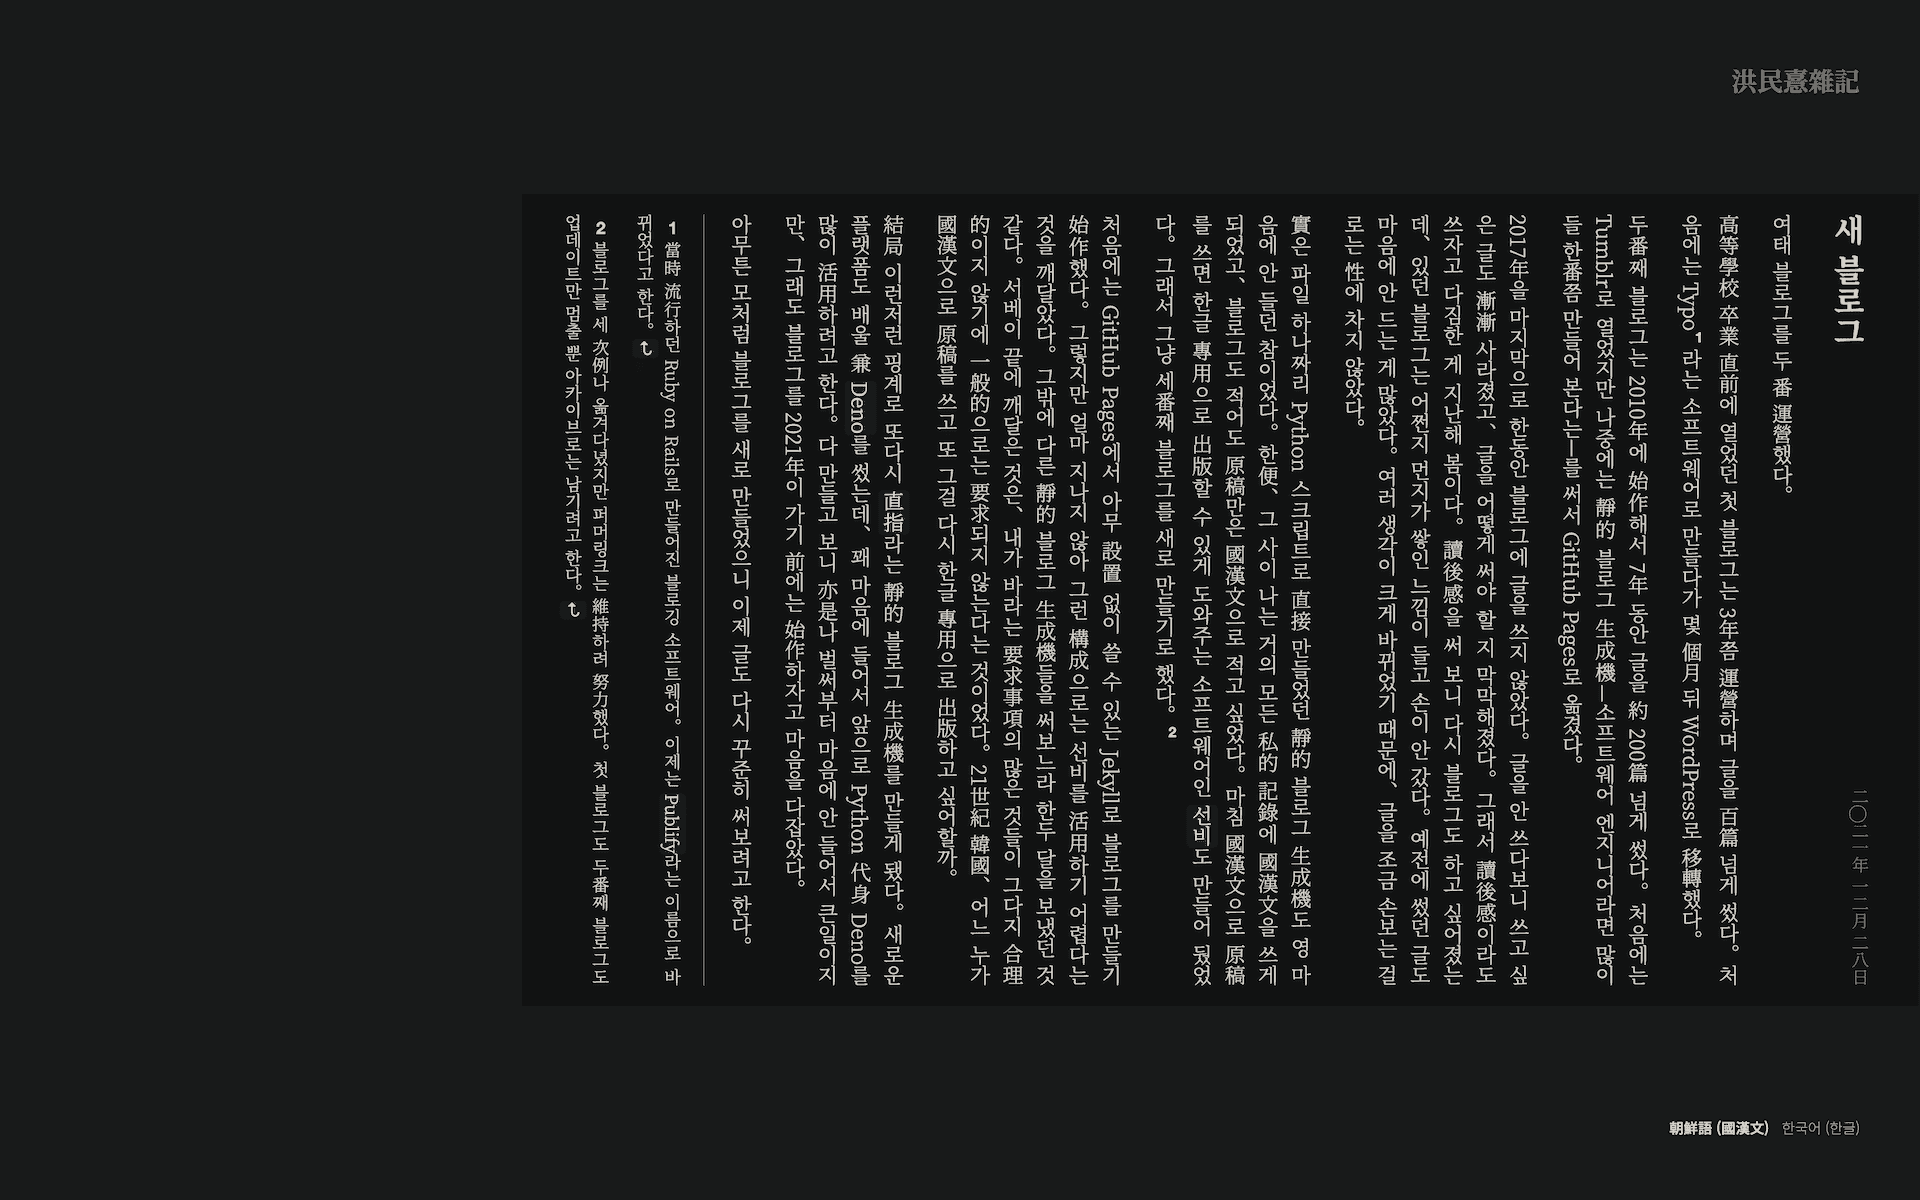 洪民憙雜記
새 블로그
二〇二一年 一二月 二八日
여태 블로그를 두 番 運營했다。
高等學校 卒業 直前에 열었던 첫 블로그는 3年쯤 運營하며 글을 百篇 넘게 썼다。 처
음에는 Typo1라는 소프트웨어로 만들다가 몇 個月 뒤 WordPress로 移轉했다。
두番째 블로그는 2010年에 始作해서 7年 동안 글을 約 200篇 넘게 썼다。 처음에는
Tumblr로 열었지만 나중에는 靜的 블로그 生成機—소프트웨어 엔지니어라면 많이
들 한番쯤 만들어 본다는—를 써서 GitHub Pages로 옮겼다。
2017年을 마지막으로 한동안 블로그에 글을 쓰지 않았다。 글을 안 쓰다보니 쓰고 싶
은 글도 漸漸 사라졌고、 글을 어떻게 써야 할 지 막막해졌다。 그래서 讀後感이라도
쓰자고 다짐한 게 지난해 봄이다。 讀後感을 써 보니 다시 블로그도 하고 싶어졌는
데、 있던 블로그는 어쩐지 먼지가 쌓인 느낌이 들고 손이 안 갔다。 예전에 썼던 글도
마음에 안 드는 게 많았다。 여러 생각이 크게 바뀌었기 때문에、 글을 조금 손보는 걸
로는 性에 차지 않았다。
實은 파일 하나짜리 Python 스크립트로 直接 만들었던 靜的 블로그 生成機도 영 마
음에 안 들던 참이었다。 한便、 그 사이 나는 거의 모든 私的 記錄에 國漢文을 쓰게
되었고、 블로그도 적어도 原稿만은 國漢文으로 적고 싶었다。 마침 國漢文으로 原稿
를 쓰면 한글 專用으로 出版할 수 있게 도와주는 소프트웨어인 선비도 만들어 뒀었
다。 그래서 그냥 세番째 블로그를 새로 만들기로 했다。2
처음에는 GitHub Pages에서 아무 設置 없이 쓸 수 있는 Jekyll로 블로그를 만들기
始作했다。 그렇지만 얼마 지나지 않아 그런 構成으로는 선비를 活用하기 어렵다는
것을 깨달았다。 그밖에 다른 靜的 블로그 生成機들을 써보느라 한두 달을 보냈던 것
같다。 서베이 끝에 깨달은 것은、 내가 바라는 要求事項의 많은 것들이 그다지 合理
的이지 않기에 一般的으로는 要求되지 않는다는 것이었다。 21世紀 韓國、 어느 누가
國漢文으로 原稿를 쓰고 또 그걸 다시 한글 專用으로 出版하고 싶어할까。
結局 이런저런 핑계로 또다시 直指라는 靜的 블로그 生成機를 만들게 됐다。 새로운
플랫폼도 배울 兼 Deno를 썼는데、 꽤 마음에 들어서 앞으로 Python 代身 Deno를
많이 活用하려고 한다。 다 만들고 보니 亦是나 벌써부터 마음에 안 들어서 큰일이지
만、 그래도 블로그를 2021年이 가기 前에는 始作하자고 마음을 다잡았다。
아무튼 모처럼 블로그를 새로 만들었으니 이제 글도 다시 꾸준히 써보려고 한다。
1 當時 流行하던 Ruby on Rails로 만들어진 블로깅 소프트웨어。 이제는 Publify라는 이름으로 바
뀌었다고 한다。 ↩
2 블로그를 세 次例나 옮겨다녔지만 퍼머링크는 維持하려 努力했다。 첫 블로그도 두番째 블로그도
업데이트만 멈출 뿐 아카이브로는 남기려고 한다。 ↩
朝鮮語 (國漢文) 한국어 (한글)